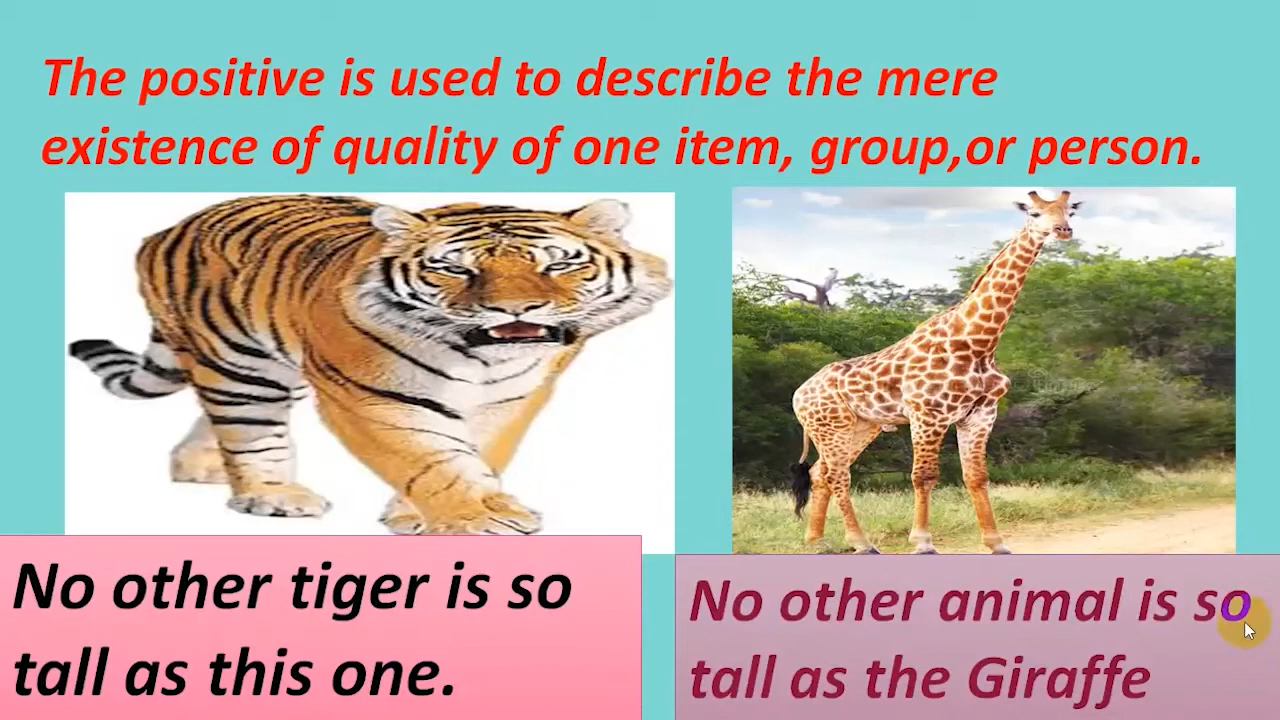 The positive is used to describe the mere
existence of quality of one item, group,or person.
No other tiger is so
tall as this one.
No other animal is so
tall as the Giraffe